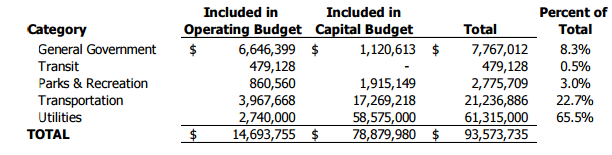 Included in Included in Percent of
Category Operating Budget Capital Budget Total Total
General Government $ 6,646,399 $ 1,120,613 $ 7,767,012 8.3%
Transit 479,128 - 479,128 0.5%
Parks & Recreation 860,560 1,915,149 2,775,709 3.0%
Transportation 3,967,668 17,269,218 21,236,886 22.7%
Utilities 2,740,000 58,575,000 61,315,000 65.5%
TOTAL $ 14,693,755 $ 78,879,980 $ 93,573,735